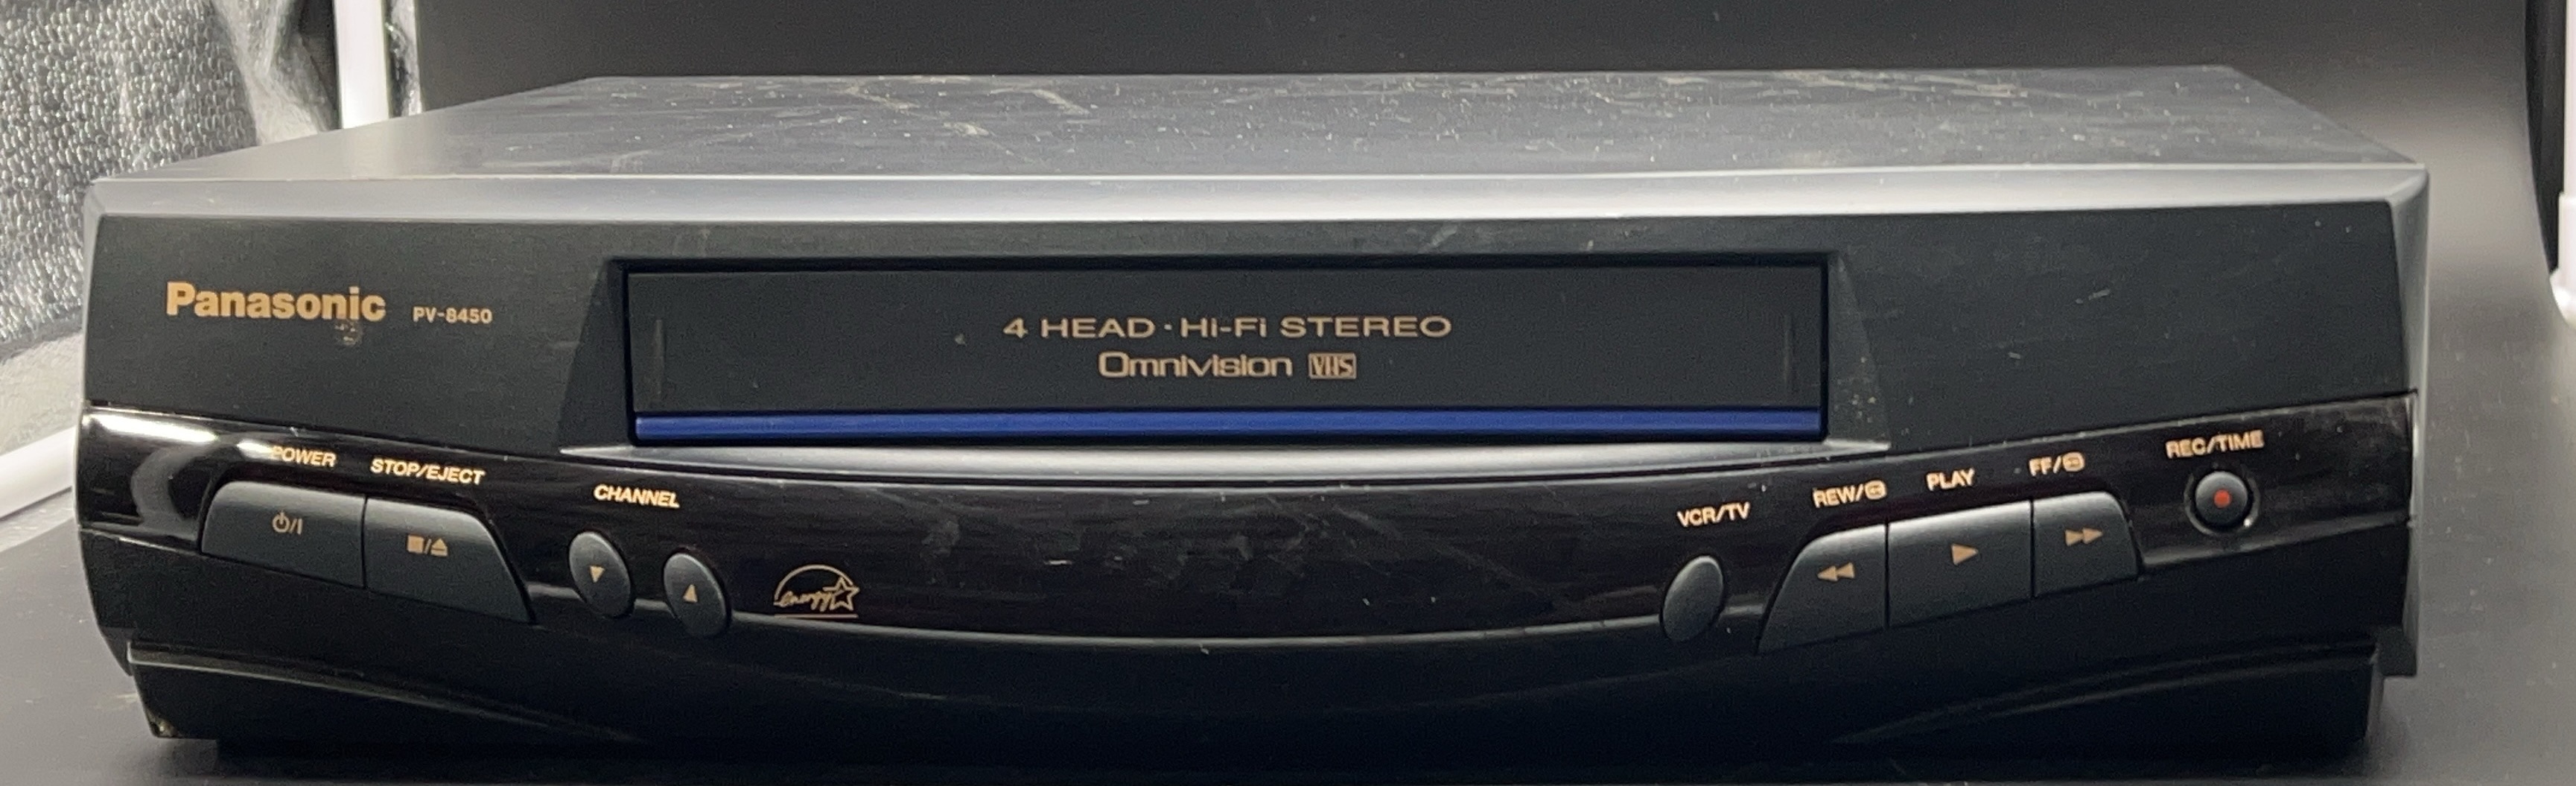 Panasonic PV-8450
4 HEAD · Hi-Fi STEREO
Omnivision VHS
POWER STOP/EJECT
CHANNEL
energy
VCR/TV
REW/ PLAY FF/
REC/TIME